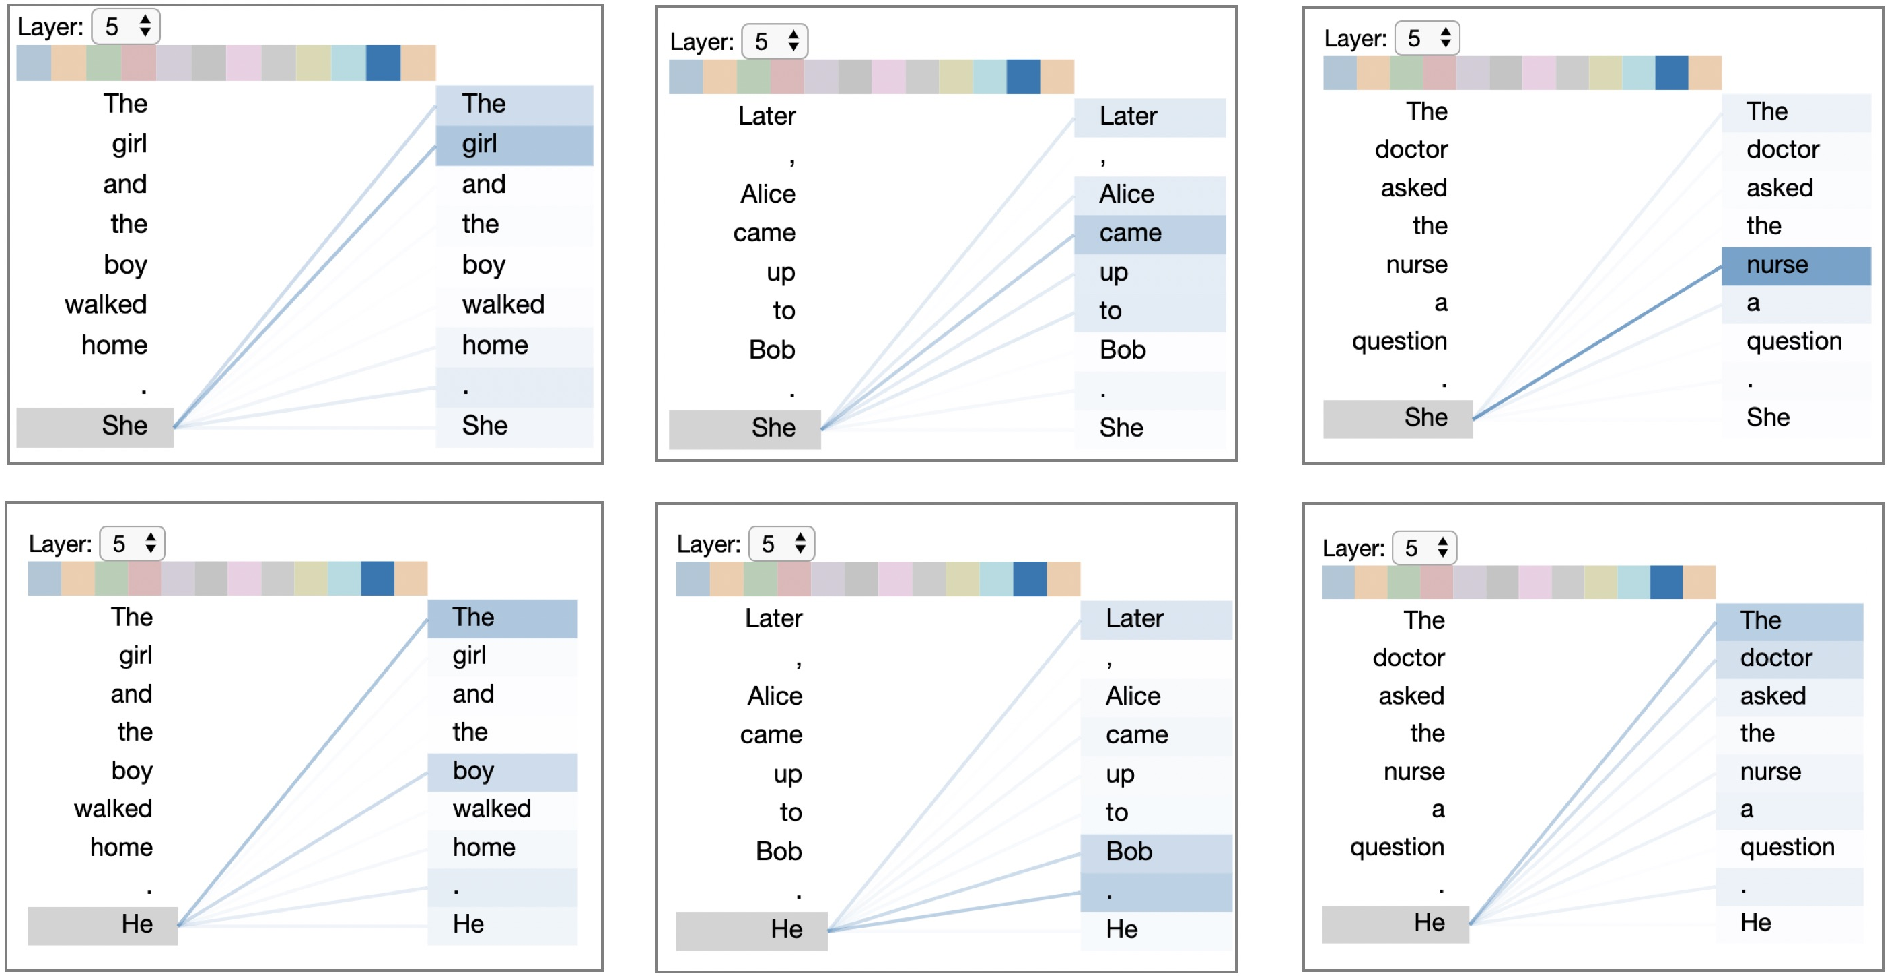 Layer: 5
The The
girl girl
and and
the the
boy boy
walked walked
home home
. .
She She
Layer: 5
Later Later
, ,
Alice Alice
came came
up up
to to
Bob Bob
. .
She She
Layer: 5
The The
doctor doctor
asked asked
the the
nurse nurse
a a
question question
. .
She She
Layer: 5
The The
girl girl
and and
the the
boy boy
walked walked
home home
. .
He He
Layer: 5
Later Later
, ,
Alice Alice
came came
up up
to to
Bob Bob
. .
He He
Layer: 5
The The
doctor doctor
asked asked
the the
nurse nurse
a a
question question
. .
He He